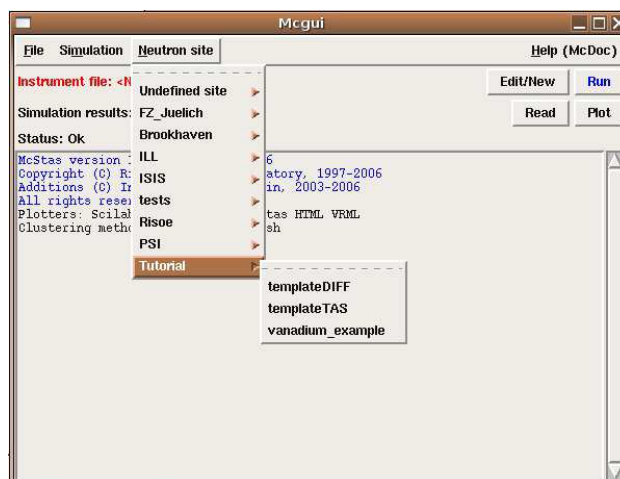 Mcgui
File Simulation Neutron site Help (McDoc)
Instrument file: <N
Edit/New Run
Simulation results:
Read Plot
Status: Ok
Undefined site
FZ_Juelich
Brookhaven
ILL
ISIS
tests
Risoe
PSI
Tutorial
templateDIFF
templateTAS
vanadium_example
McStas version 6
Copyright (C) R atory, 1997-2006
Additions (C) I in, 2003-2006
All rights rese
Plotters: Scila tas HTML VRML
Clustering meth sh